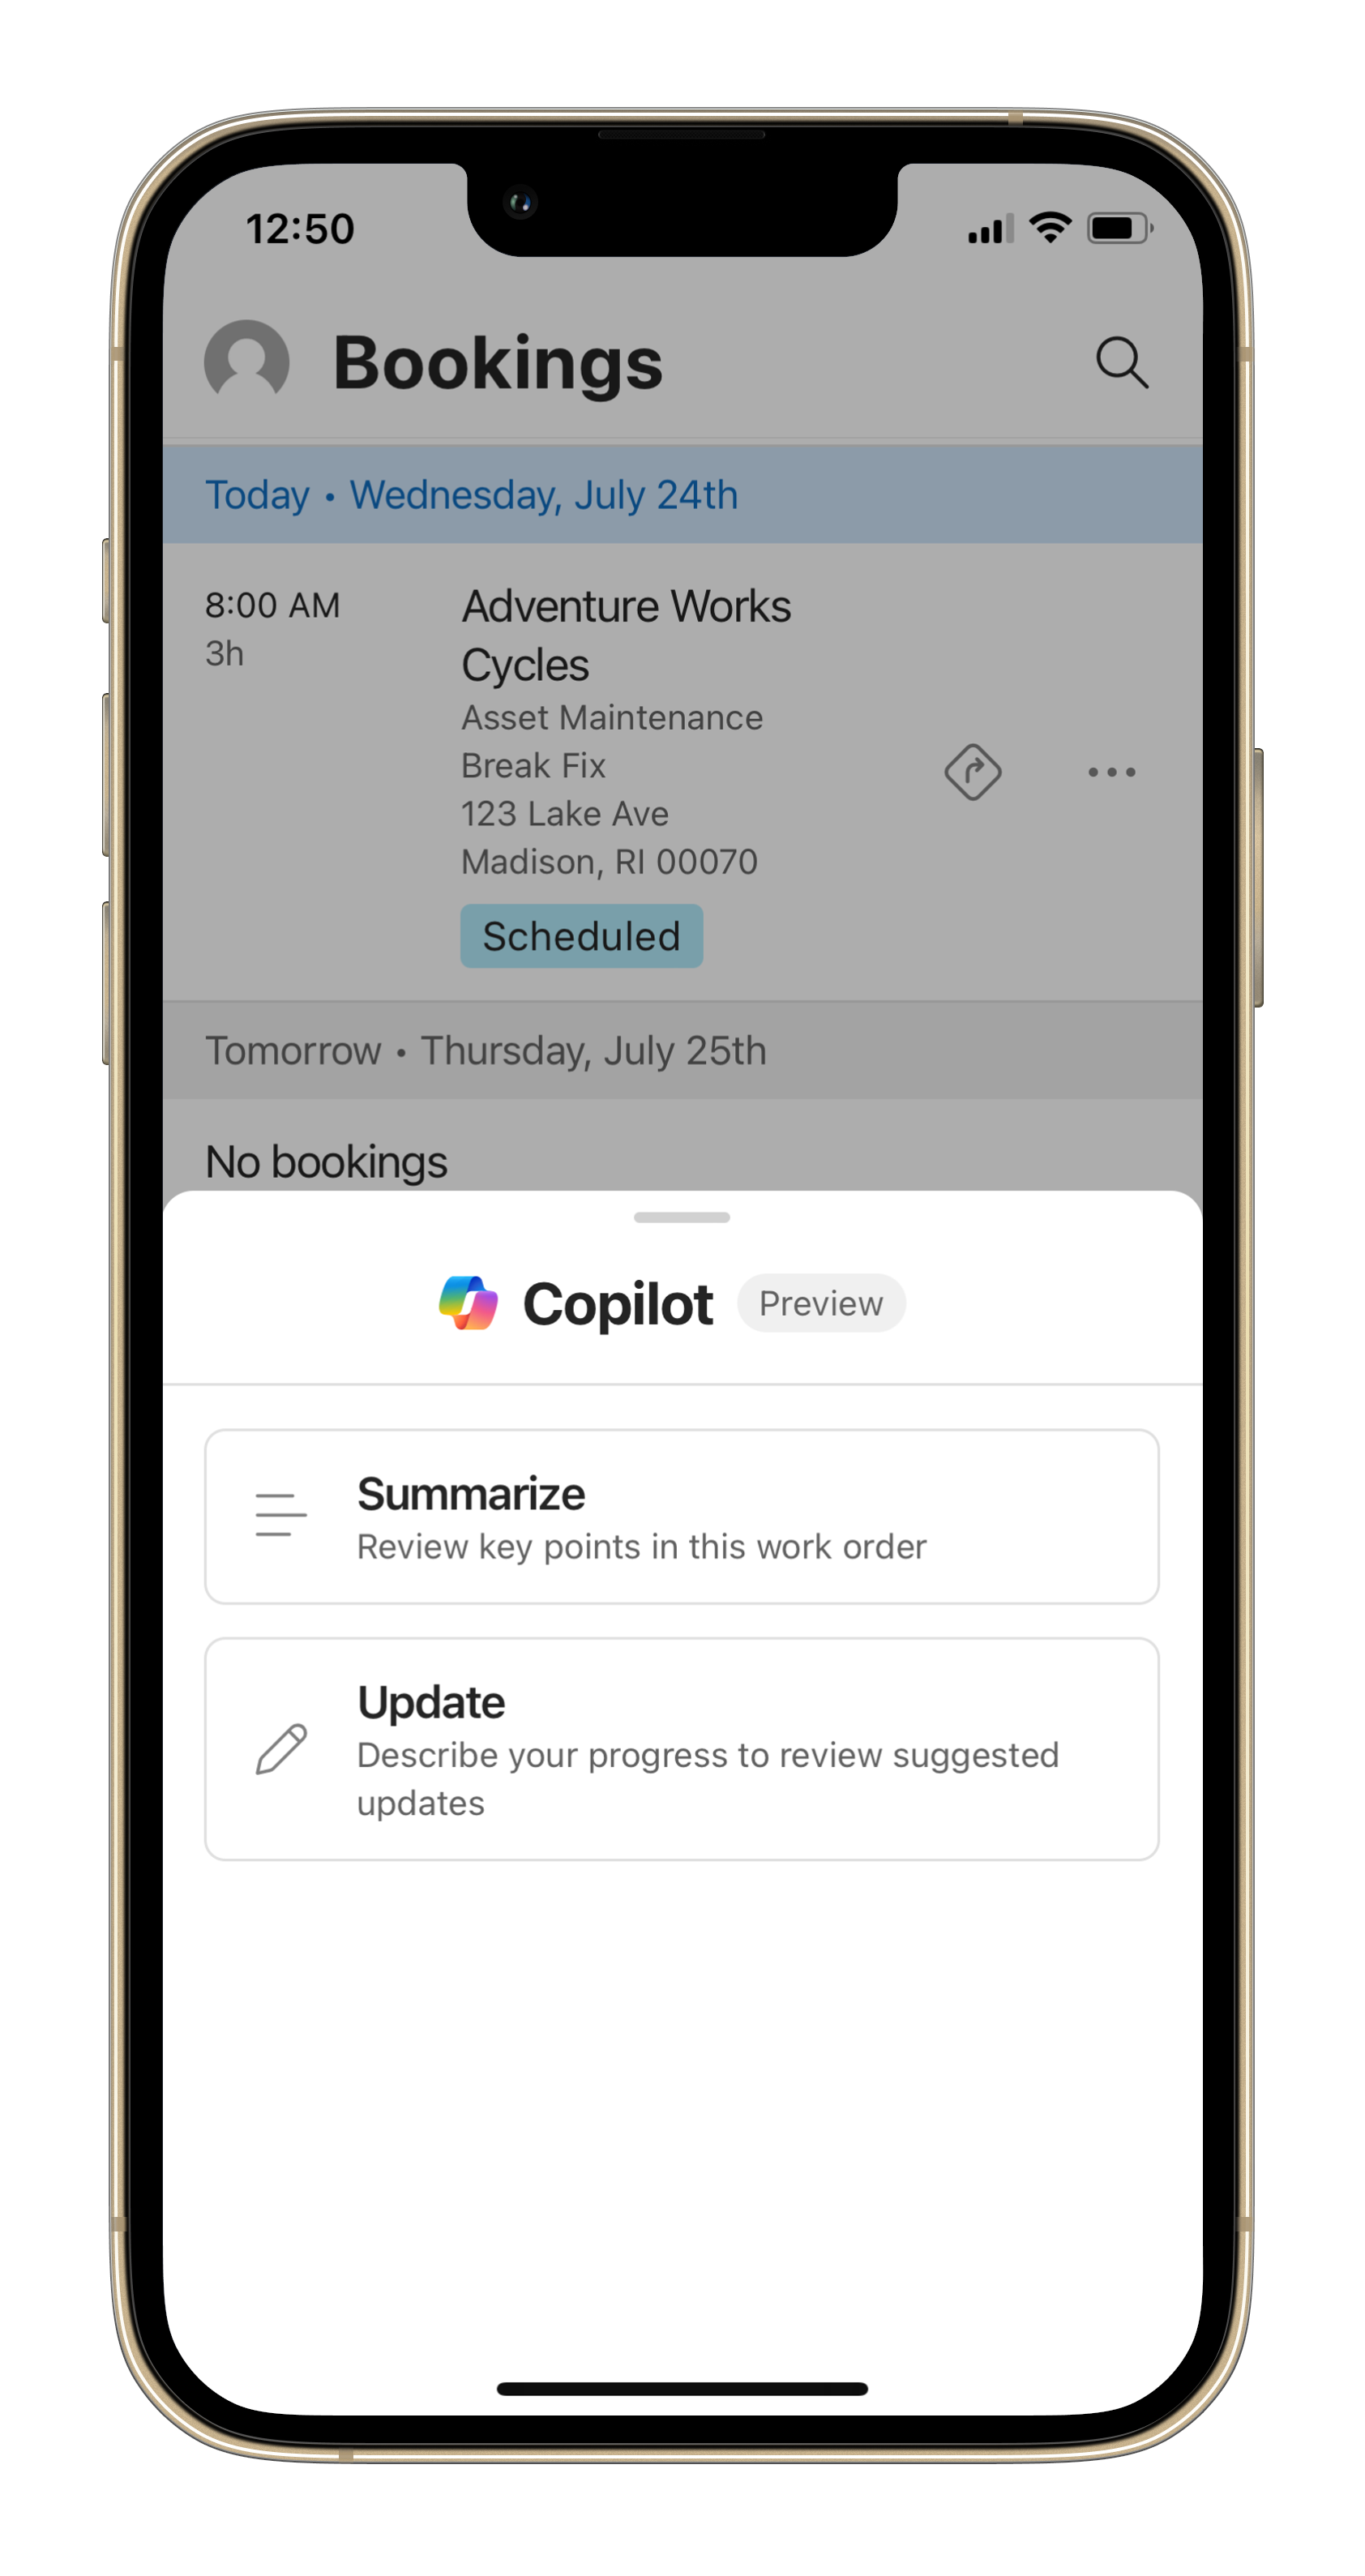 12:50
Bookings
Today • Wednesday, July 24th
8:00 AM
3h
Adventure Works
Cycles
Asset Maintenance
Break Fix
123 Lake Ave
Madison, RI 00070
Scheduled
Tomorrow • Thursday, July 25th
No bookings
Copilot Preview
Summarize
Review key points in this work order
Update
Describe your progress to review suggested
updates